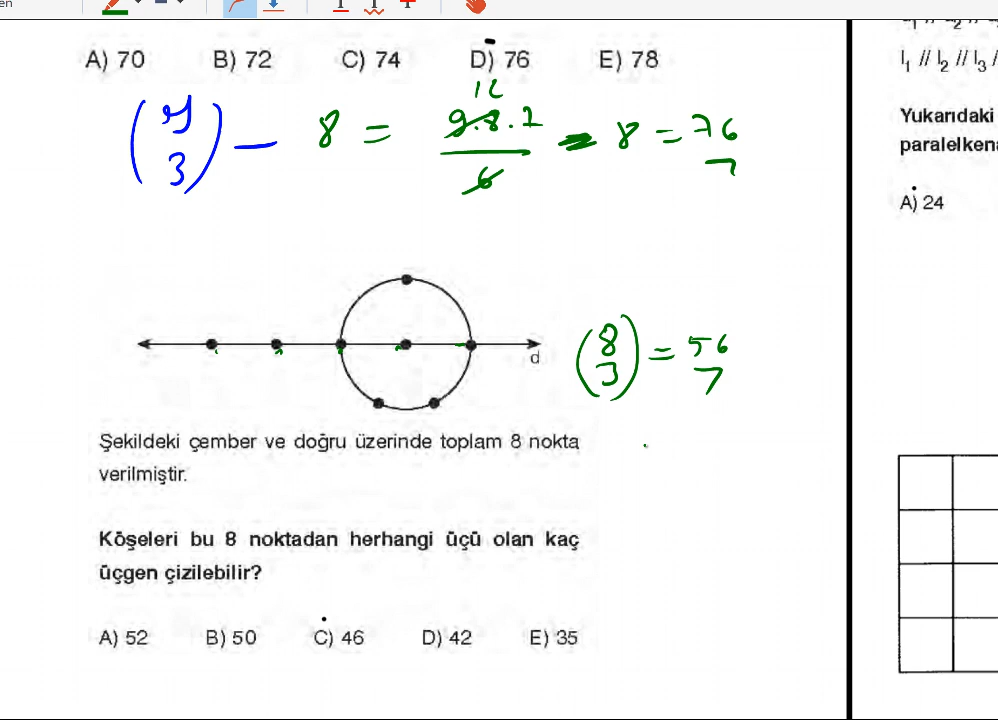 en
A) 70 B) 72 C) 74 D) 76 E) 78
(9 3) - 8 = 9.8.7 / 6 - 8 = 76
12
d
(8 3) = 56
Şekildeki çember ve doğru üzerinde toplam 8 nokta
verilmiştir.
Köşeleri bu 8 noktadan herhangi üçü olan kaç
üçgen çizilebilir?
A) 52 B) 50 C) 46 D) 42 E) 35
l1 // l2 // l3 /
Yukarıdaki
paralelkena
A) 24